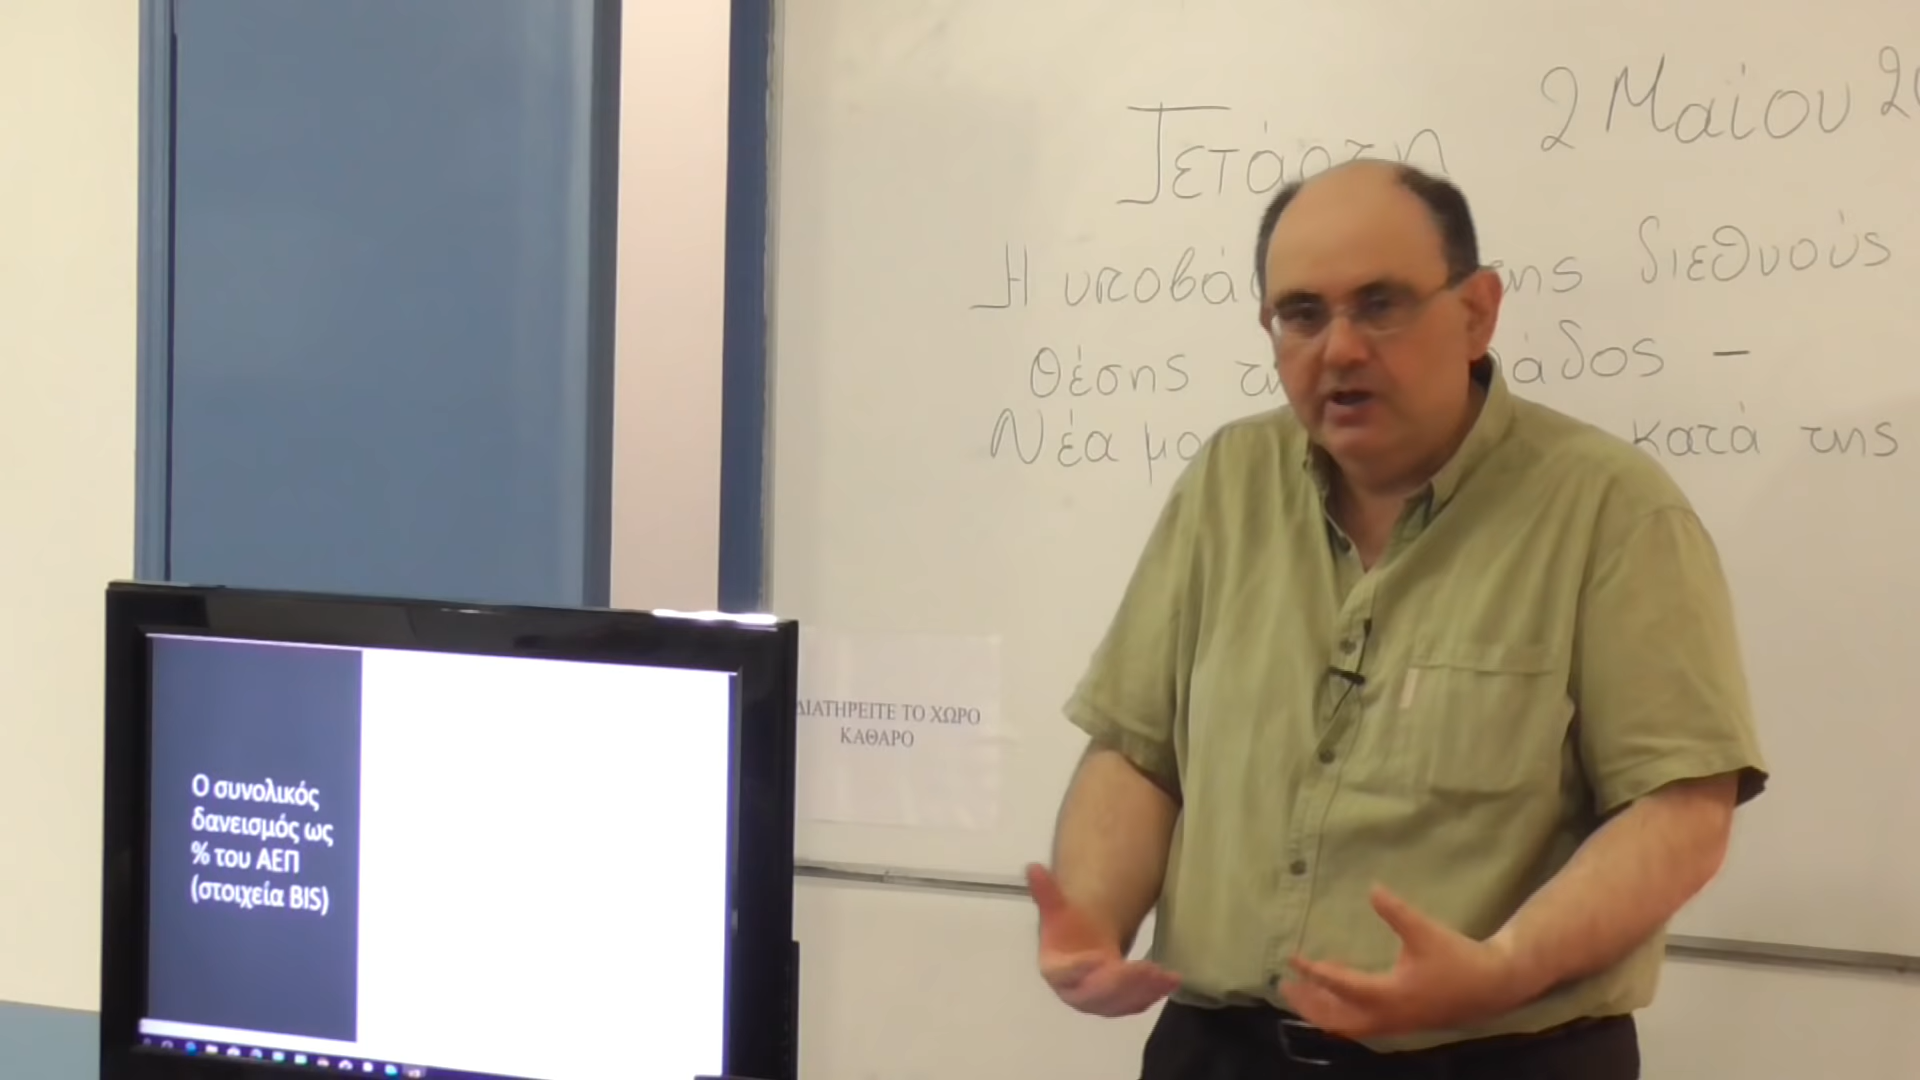 Τετάρτη 2 Μαίου
Η της διεθνούς
θέσης –
Νέα κατά της
ΔΙΑΤΗΡΕΙΤΕ ΤΟ ΧΩΡΟ
ΚΑΘΑΡΟ
Ο συνολικός
δανεισμός ως
% του ΑΕΠ
(στοιχεία BIS)